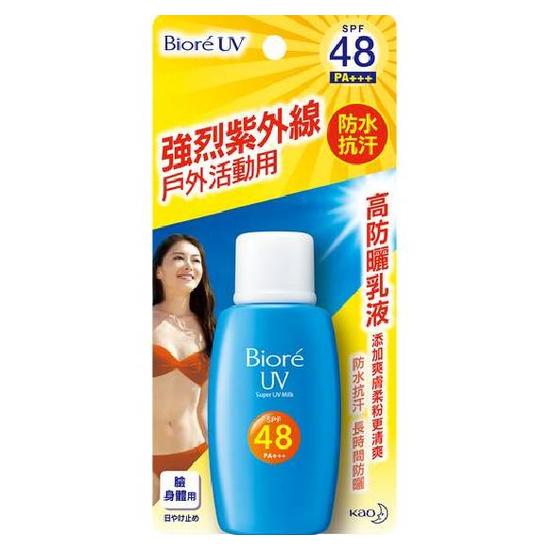 Bioré UV
SPF
48
PA+++
強烈紫外線
戶外活動用
防水
抗汗
高防曬乳液
添加爽膚柔粉更清爽
防水抗汗 長時間防曬
Bioré
UV
Super UV Milk
SPF
48
PA+++
臉
身體用
日やけ止め
Kao